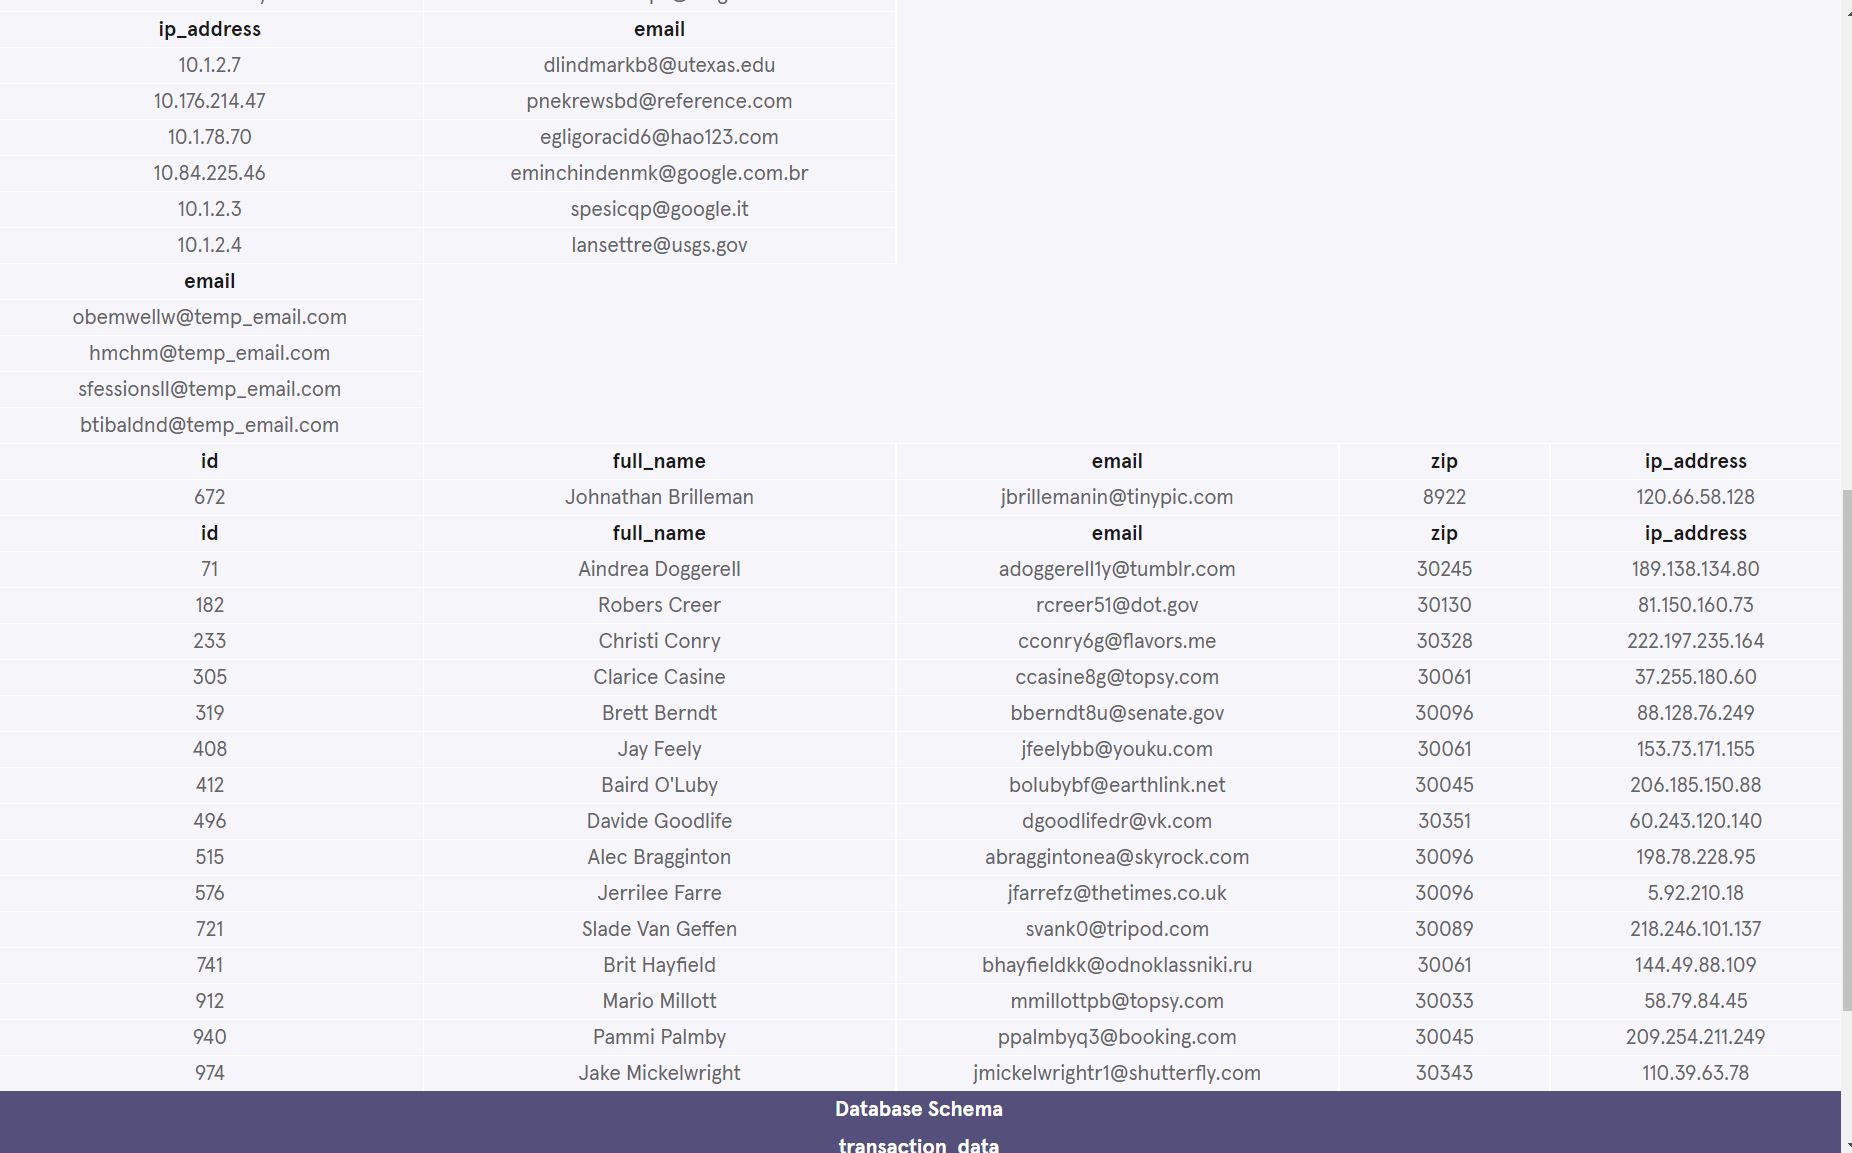 ip_address email
10.1.2.7 dlindmarkb8@utexas.edu
10.176.214.47 pnekrewsbd@reference.com
10.1.78.70 egligoracid6@hao123.com
10.84.225.46 eminchindenmk@google.com.br
10.1.2.3 spesicqp@google.it
10.1.2.4 lansettre@usgs.gov
email
obemwellw@temp_email.com
hmchm@temp_email.com
sfessionsll@temp_email.com
btibaldnd@temp_email.com
id full_name email zip ip_address
672 Johnathan Brilleman jbrillemanin@tinypic.com 8922 120.66.58.128
id full_name email zip ip_address
71 Aindrea Doggerell adoggerell1y@tumblr.com 30245 189.138.134.80
182 Robers Creer rcreer51@dot.gov 30130 81.150.160.73
233 Christi Conry cconry6g@flavors.me 30328 222.197.235.164
305 Clarice Casine ccasine8g@topsy.com 30061 37.255.180.60
319 Brett Berndt bberndt8u@senate.gov 30096 88.128.76.249
408 Jay Feely jfeelybb@youku.com 30061 153.73.171.155
412 Baird O'Luby bolubybf@earthlink.net 30045 206.185.150.88
496 Davide Goodlife dgoodlifedr@vk.com 30351 60.243.120.140
515 Alec Bragginton abraggintonea@skyrock.com 30096 198.78.228.95
576 Jerrilee Farre jfarrefz@thetimes.co.uk 30096 5.92.210.18
721 Slade Van Geffen svank0@tripod.com 30089 218.246.101.137
741 Brit Hayfield bhayfieldkk@odnoklassniki.ru 30061 144.49.88.109
912 Mario Millott mmillottpb@topsy.com 30033 58.79.84.45
940 Pammi Palmby ppalmbyq3@booking.com 30045 209.254.211.249
974 Jake Mickelwright jmickelwrightr1@shutterfly.com 30343 110.39.63.78
Database Schema
transaction_data